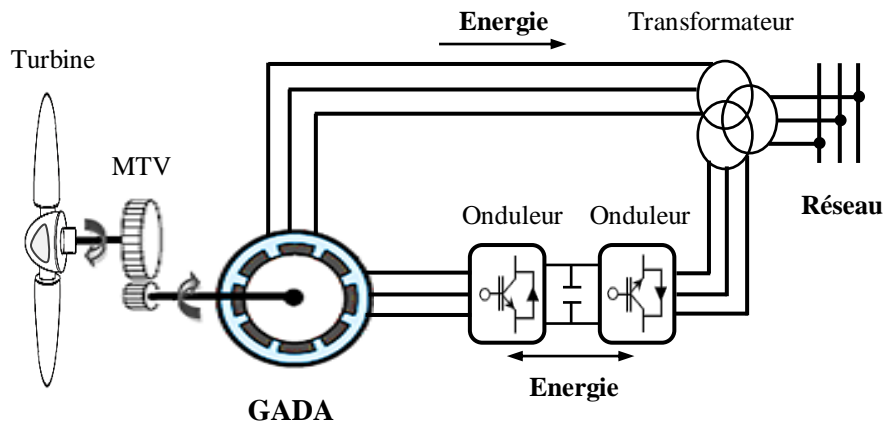 Energie
Transformateur
Turbine
MTV
Réseau
Onduleur
Onduleur
Energie
GADA